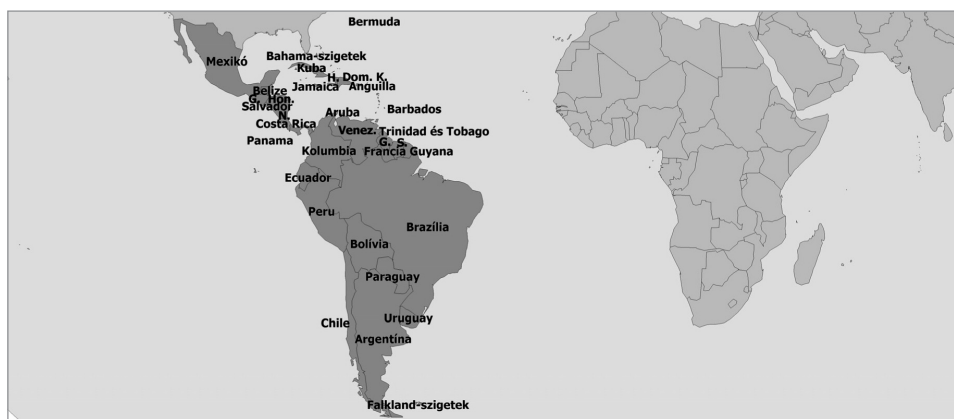 Bermuda
Bahama-szigetek
Mexikó
Kuba
H. Dom. K.
Belize
Jamaica
Anguilla
G. Hon.
Salvador
Barbados
N.
Aruba
Costa Rica
Venez.
Trinidad és Tobago
Panama
G. S.
Kolumbia
Francia Guyana
Ecuador
Peru
Brazília
Bolívia
Paraguay
Chile
Uruguay
Argentína
Falkland-szigetek